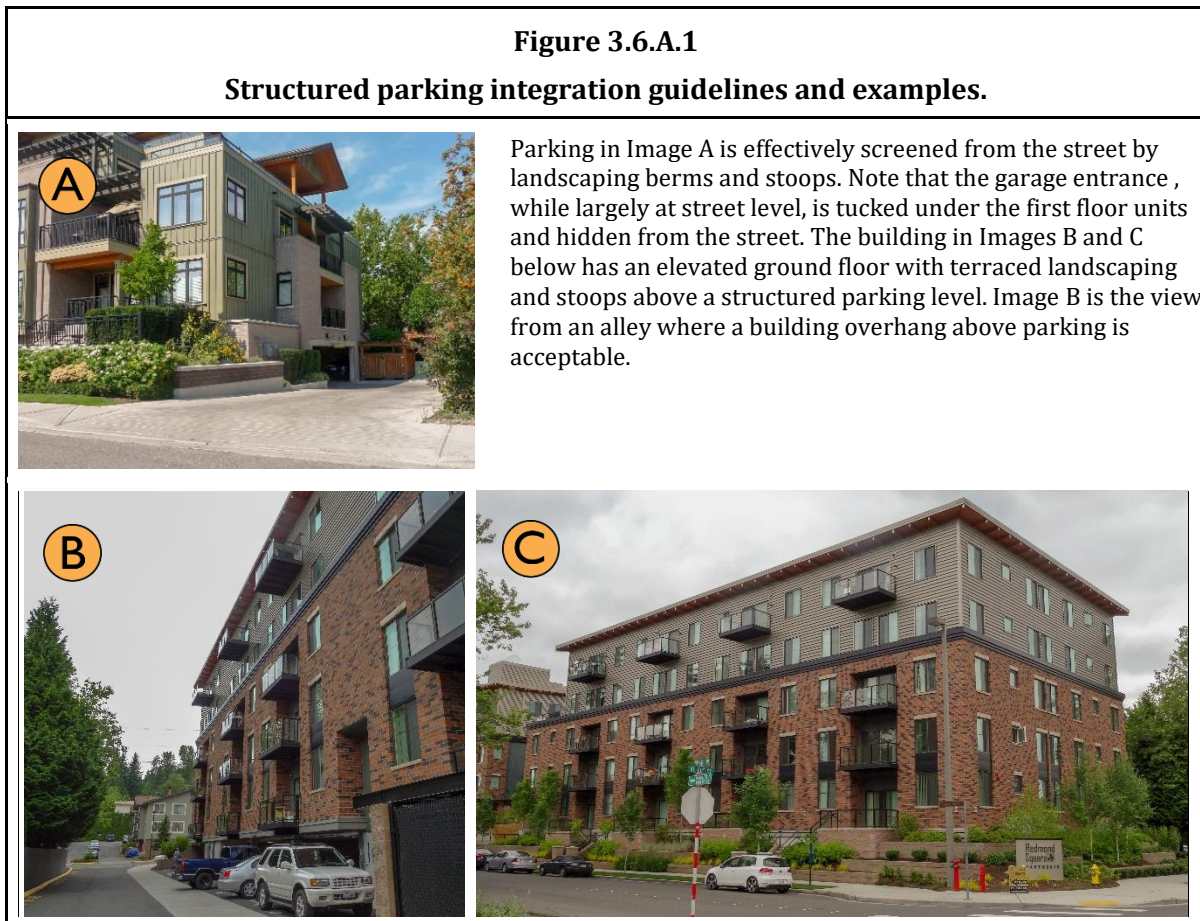 Figure 3.6.A.1
Structured parking integration guidelines and examples.
A
Parking in Image A is effectively screened from the street by
landscaping berms and stoops. Note that the garage entrance ,
while largely at street level, is tucked under the first floor units
and hidden from the street. The building in Images B and C
below has an elevated ground floor with terraced landscaping
and stoops above a structured parking level. Image B is the view
from an alley where a building overhang above parking is
acceptable.
B
C
Redmond
Square
APARTMENTS